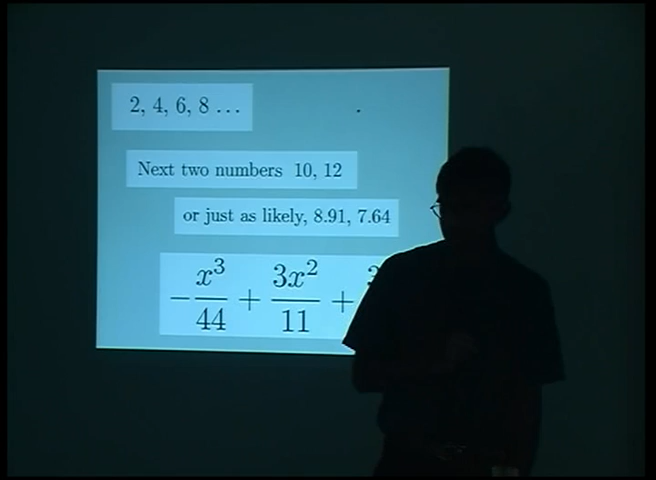 2, 4, 6, 8 ...
Next two numbers 10, 12
or just as likely, 8.91, 7.64
-x^3/44 + 3x^2/11 +